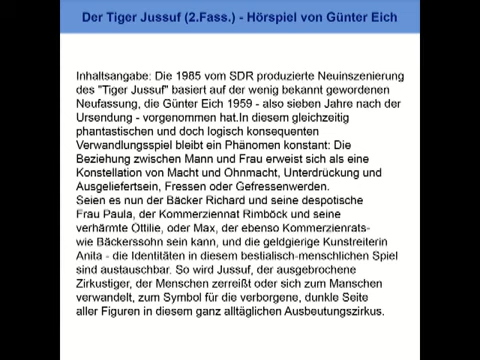 Der Tiger Jussuf (2.Fass.) - Hörspiel von Günter Eich
Inhaltsangabe: Die 1985 vom SDR produzierte Neuinszenierung
des "Tiger Jussuf" basiert auf der wenig bekannt gewordenen
Neufassung, die Günter Eich 1959 - also sieben Jahre nach der
Ursendung - vorgenommen hat.In diesem gleichzeitig
phantastischen und doch logisch konsequenten
Verwandlungsspiel bleibt ein Phänomen konstant: Die
Beziehung zwischen Mann und Frau erweist sich als eine
Konstellation von Macht und Ohnmacht, Unterdrückung und
Ausgeliefertsein, Fressen oder Gefressenwerden.
Seien es nun der Bäcker Richard und seine despotische
Frau Paula, der Kommerziennat Rimböck und seine
verhärmte Ottilie, oder Max, der ebenso Kommerzienrats-
wie Bäckerssohn sein kann, und die geldgierige Kunstreiterin
Anita - die Identitäten in diesem bestialisch-menschlichen Spiel
sind austauschbar. So wird Jussuf, der ausgebrochene
Zirkustiger, der Menschen zerreißt oder sich zum Manschen
verwandelt, zum Symbol für die verborgene, dunkle Seite
aller Figuren in diesem ganz alltäglichen Ausbeutungszirkus.